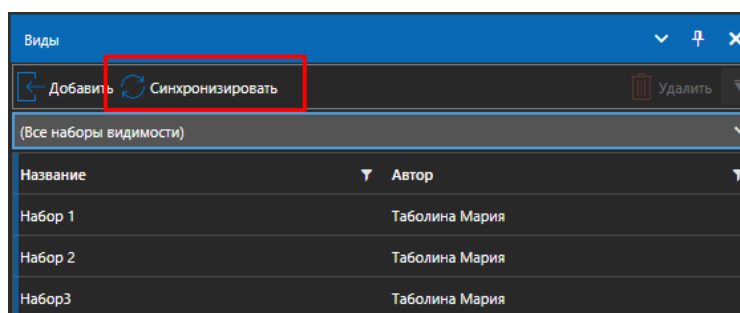 Виды
Добавить Синхронизировать Удалить
(Все наборы видимости)
Название Автор
Набор 1 Таболина Мария
Набор 2 Таболина Мария
Набор3 Таболина Мария